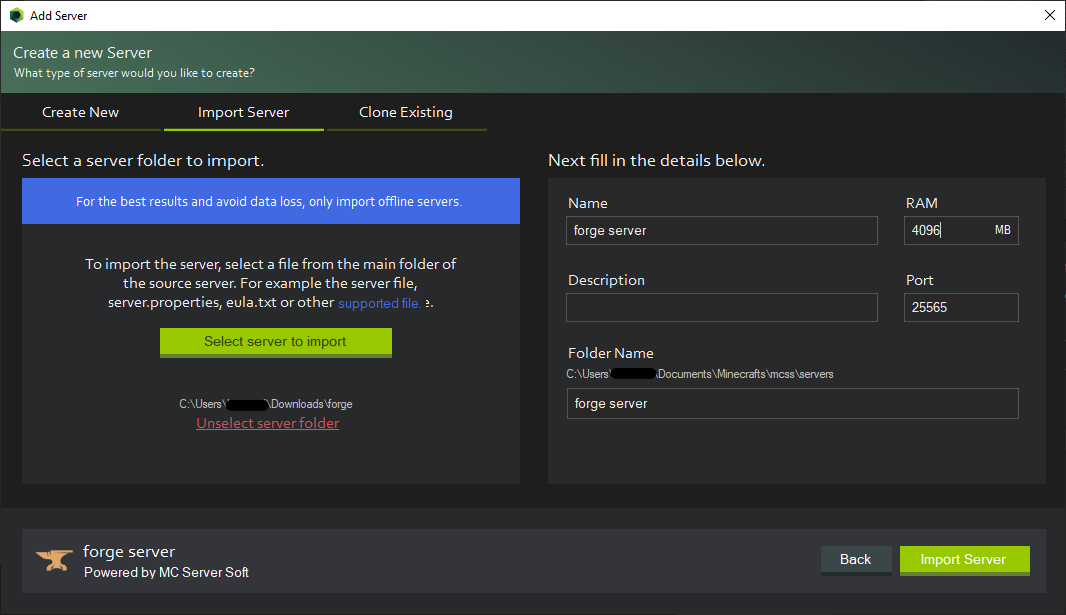 Add Server
Create a new Server
What type of server would you like to create?
Create New
Import Server
Clone Existing
Select a server folder to import.
For the best results and avoid data loss, only import offline servers.
To import the server, select a file from the main folder of
the source server. For example the server file,
server.properties, eula.txt or other supported file. e.
Select server to import
C:\Users\ \Downloads\forge
Unselect server folder
Next fill in the details below.
Name
RAM
forge server
4096 MB
Description
Port
25565
Folder Name
C:\Users\ \Documents\Minecrafts\mcss\servers
forge server
forge server
Powered by MC Server Soft
Back
Import Server